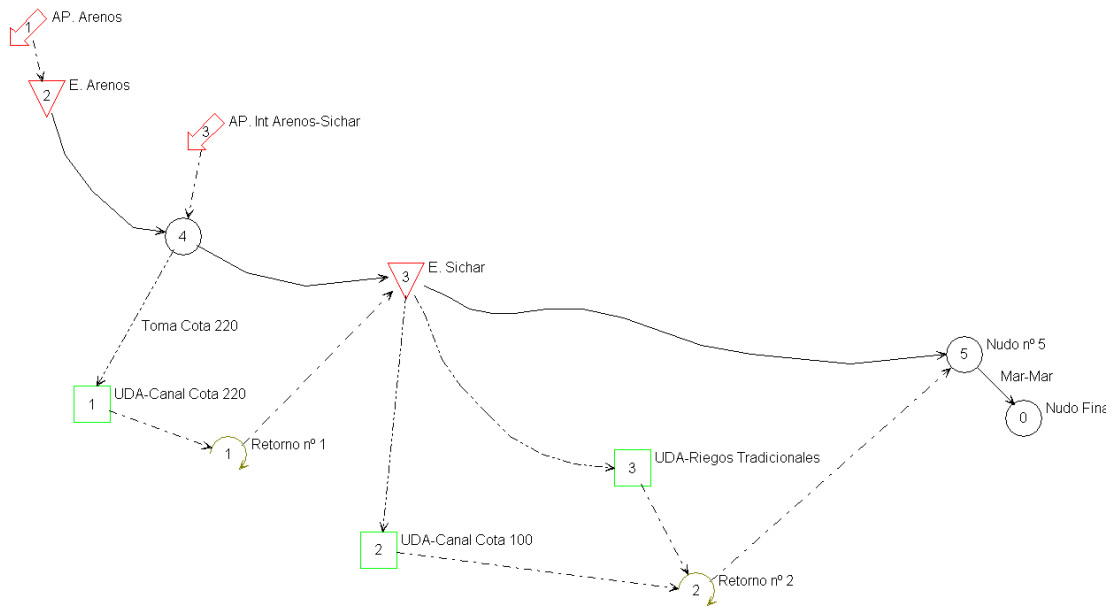 1
AP. Arenos
2
E. Arenos
3
AP. Int Arenos-Sichar
4
3
E. Sichar
Toma Cota 220
5
Nudo nº 5
Mar-Mar
1
UDA-Canal Cota 220
0
Nudo Fina
1
Retorno nº 1
3
UDA-Riegos Tradicionales
2
UDA-Canal Cota 100
2
Retorno nº 2